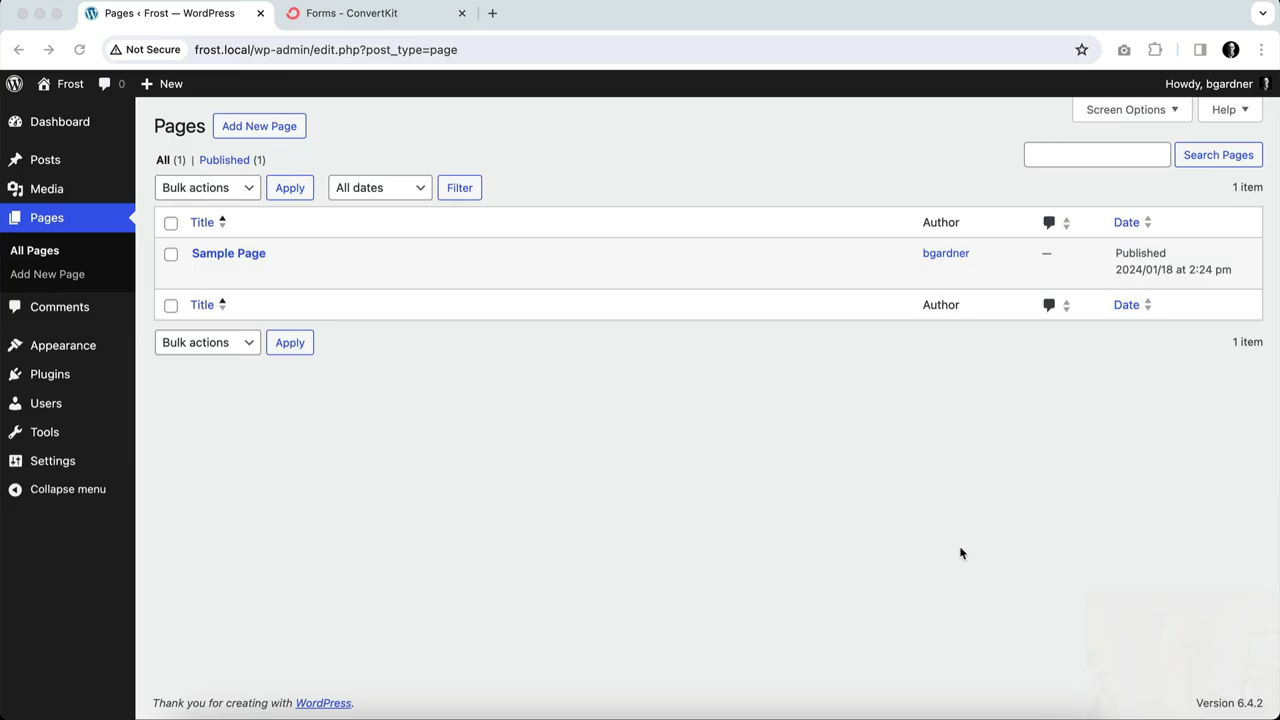 Pages ‹ Frost — WordPress
Forms - ConvertKit
Not Secure
frost.local/wp-admin/edit.php?post_type=page
Frost
0
New
Howdy, bgardner
Dashboard
Posts
Media
Pages
All Pages
Add New Page
Comments
Appearance
Plugins
Users
Tools
Settings
Collapse menu
Screen Options
Help
Pages
Add New Page
All (1) | Published (1)
Search Pages
Bulk actions
Apply
All dates
Filter
1 item
Title
Author
Date
Sample Page
bgardner
—
Published
2024/01/18 at 2:24 pm
Title
Author
Date
Bulk actions
Apply
1 item
Thank you for creating with WordPress.
Version 6.4.2